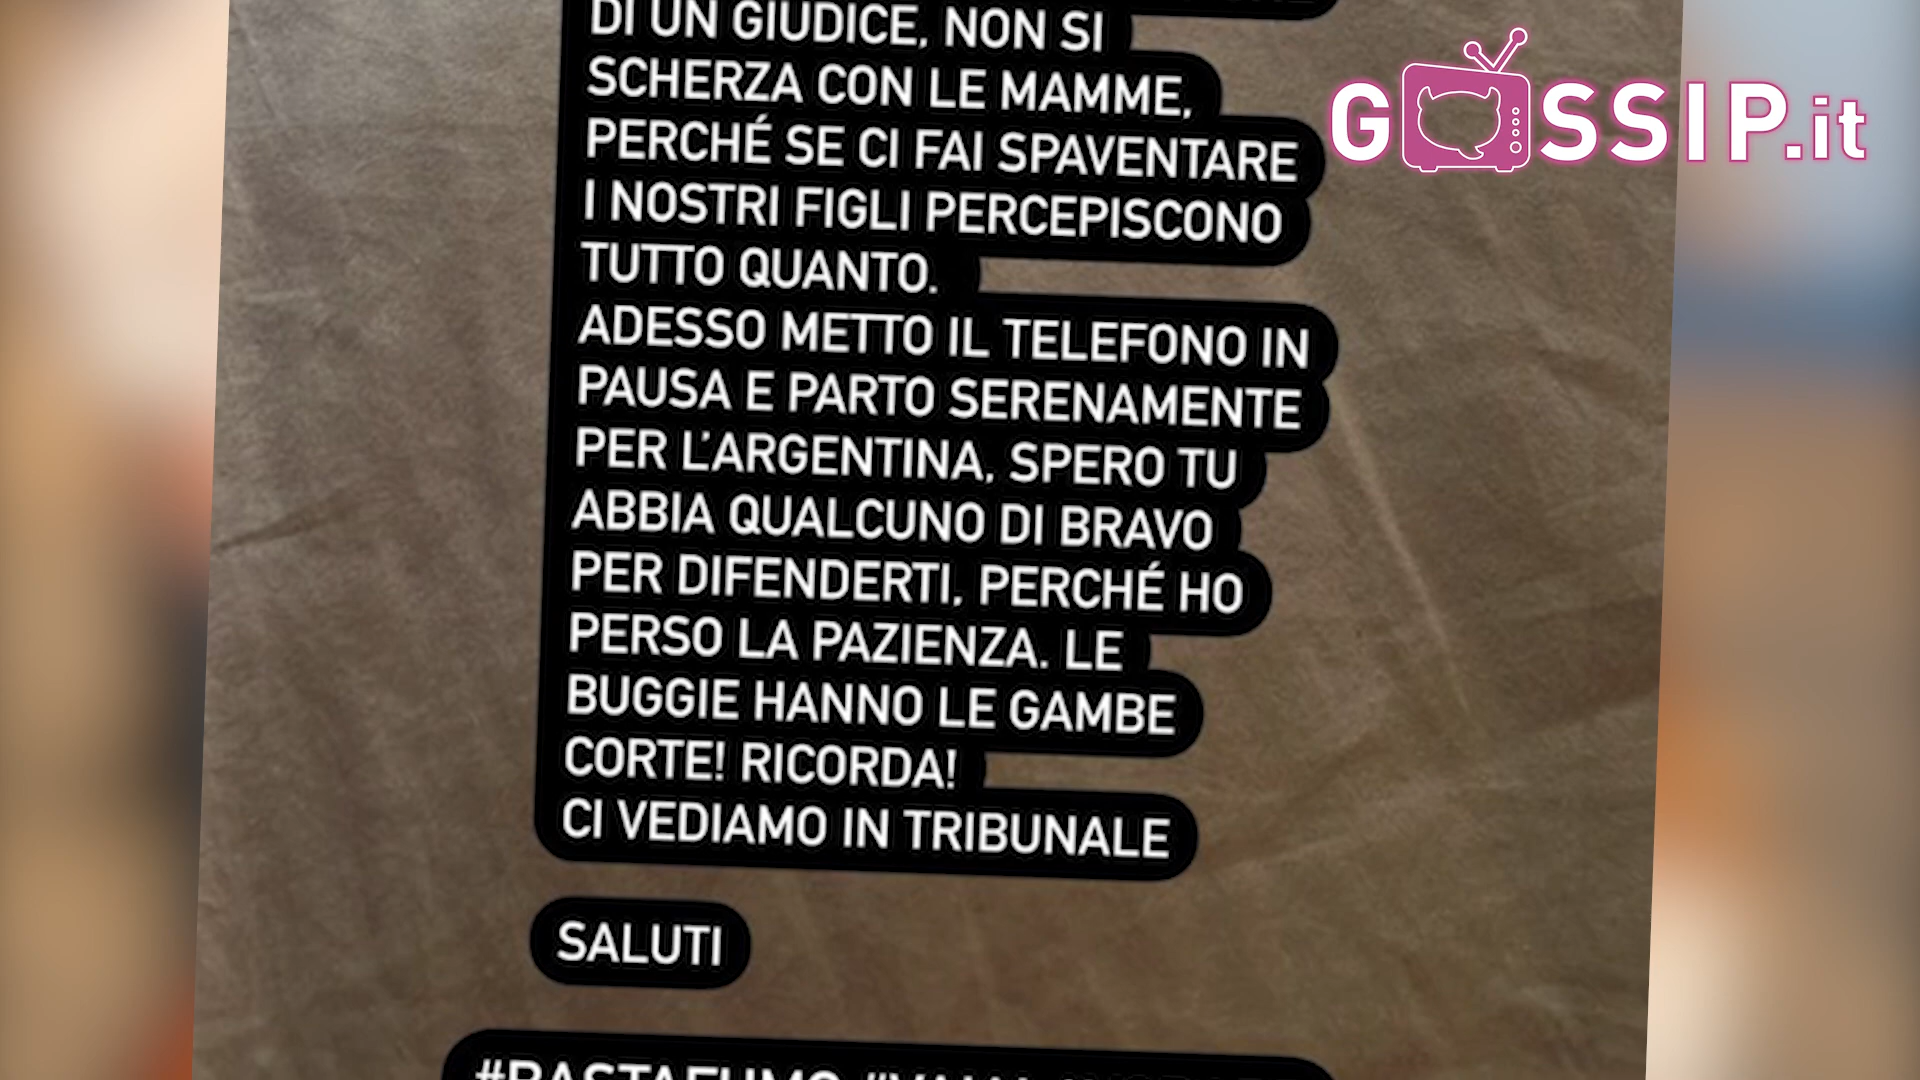 DI UN GIUDICE, NON SI
SCHERZA CON LE MAMME,
PERCHÉ SE CI FAI SPAVENTARE
I NOSTRI FIGLI PERCEPISCONO
TUTTO QUANTO.
ADESSO METTO IL TELEFONO IN
PAUSA E PARTO SERENAMENTE
PER L'ARGENTINA, SPERO TU
ABBIA QUALCUNO DI BRAVO
PER DIFENDERTI, PERCHÉ HO
PERSO LA PAZIENZA. LE
BUGGIE HANNO LE GAMBE
CORTE! RICORDA!
CI VEDIAMO IN TRIBUNALE
SALUTI
GOSSIP.it